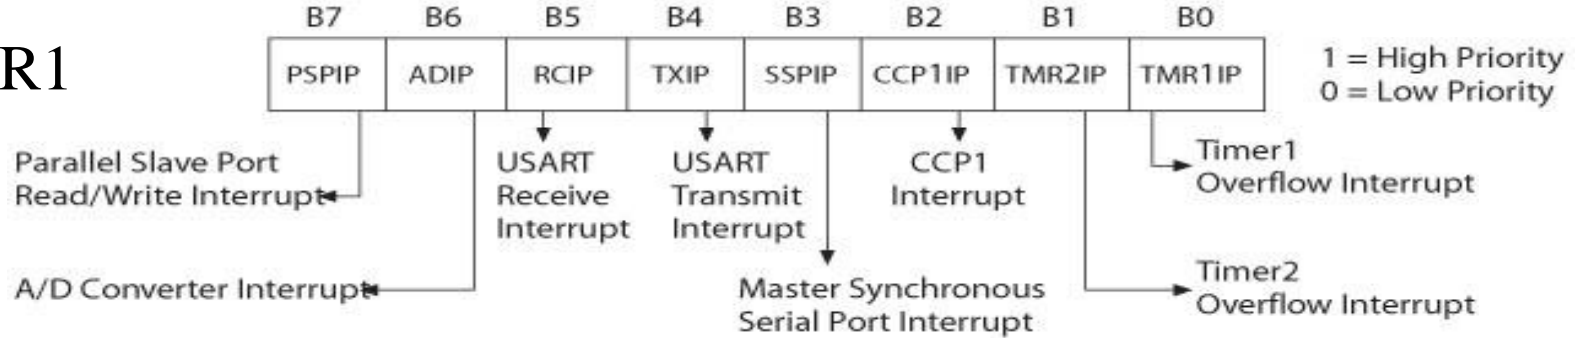 B7 B6 B5 B4 B3 B2 B1 B0
R1
PSPIP ADIP RCIP TXIP SSPIP CCP1IP TMR2IP TMR1IP
1 = High Priority
0 = Low Priority
Parallel Slave Port
Read/Write Interrupt
A/D Converter Interrupt
USART
Receive
Interrupt
USART
Transmit
Interrupt
Master Synchronous
Serial Port Interrupt
CCP1
Interrupt
Timer1
Overflow Interrupt
Timer2
Overflow Interrupt